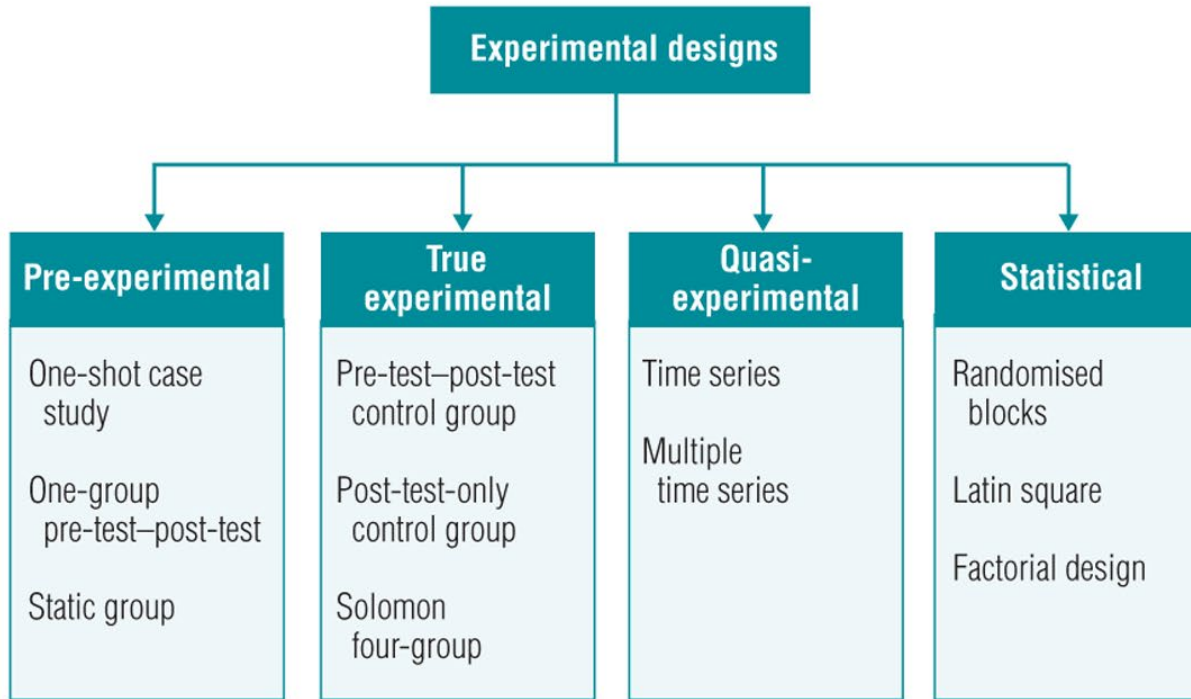 Experimental designs
Pre-experimental
One-shot case
study
One-group
pre-test–post-test
Static group
True
experimental
Pre-test–post-test
control group
Post-test-only
control group
Solomon
four-group
Quasi-
experimental
Time series
Multiple
time series
Statistical
Randomised
blocks
Latin square
Factorial design